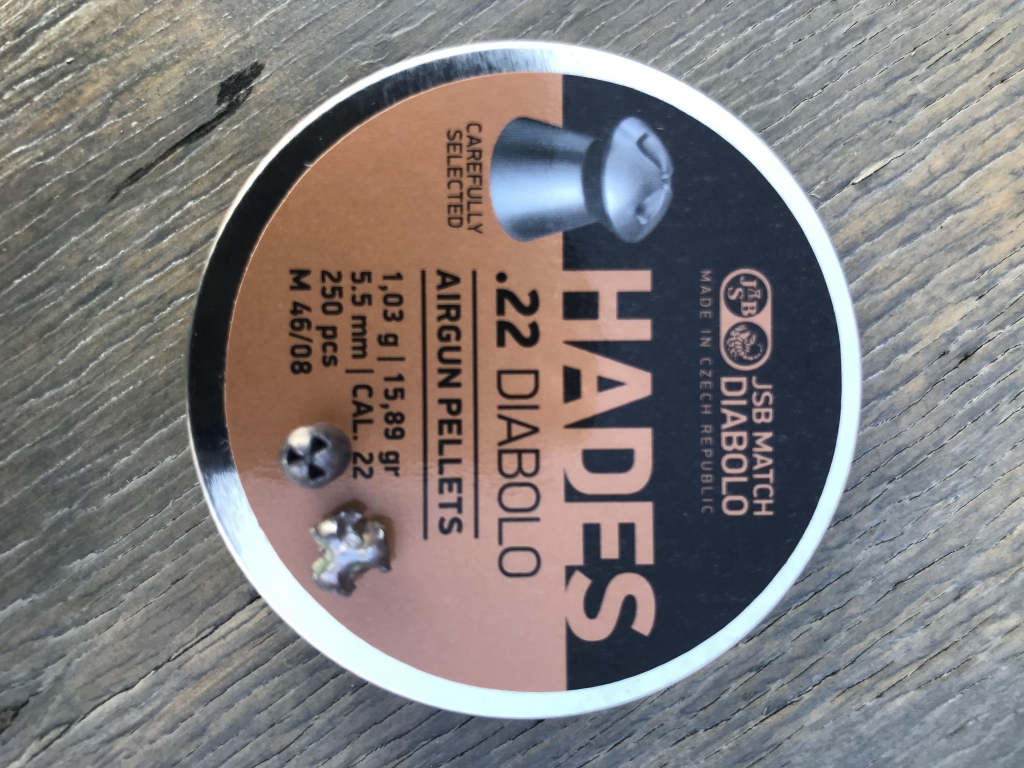 JSB
JSB MATCH
DIABOLO
MADE IN CZECH REPUBLIC
HADES
.22 DIABOLO
CAREFULLY
SELECTED
AIRGUN PELLETS
1,03 g | 15,89 gr
5.5 mm | CAL. 22
250 pcs
M 46/08